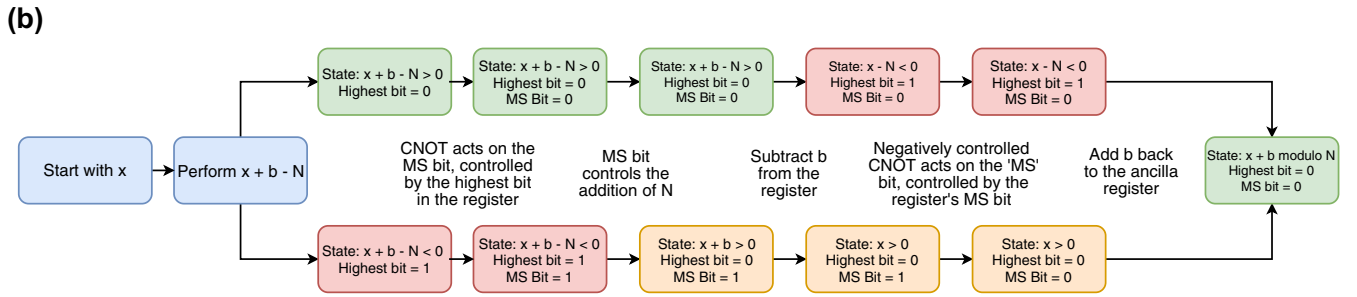 (b)
Start with x
Perform x + b - N
State: x + b - N > 0
Highest bit = 0
State: x + b - N > 0
Highest bit = 0
MS Bit = 0
State: x + b - N > 0
Highest bit = 0
MS Bit = 0
State: x - N < 0
Highest bit = 1
MS Bit = 0
State: x - N < 0
Highest bit = 1
MS Bit = 0
CNOT acts on the
MS bit, controlled
by the highest bit
in the register
MS bit
controls the
addition of N
Subtract b
from the
register
Negatively controlled
CNOT acts on the 'MS'
bit, controlled by the
register's MS bit
Add b back
to the ancilla
register
State: x + b modulo N
Highest bit = 0
MS bit = 0
State: x + b - N < 0
Highest bit = 1
State: x + b - N < 0
Highest bit = 1
MS Bit = 1
State: x + b > 0
Highest bit = 0
MS Bit = 1
State: x > 0
Highest bit = 0
MS Bit = 1
State: x > 0
Highest bit = 0
MS Bit = 0